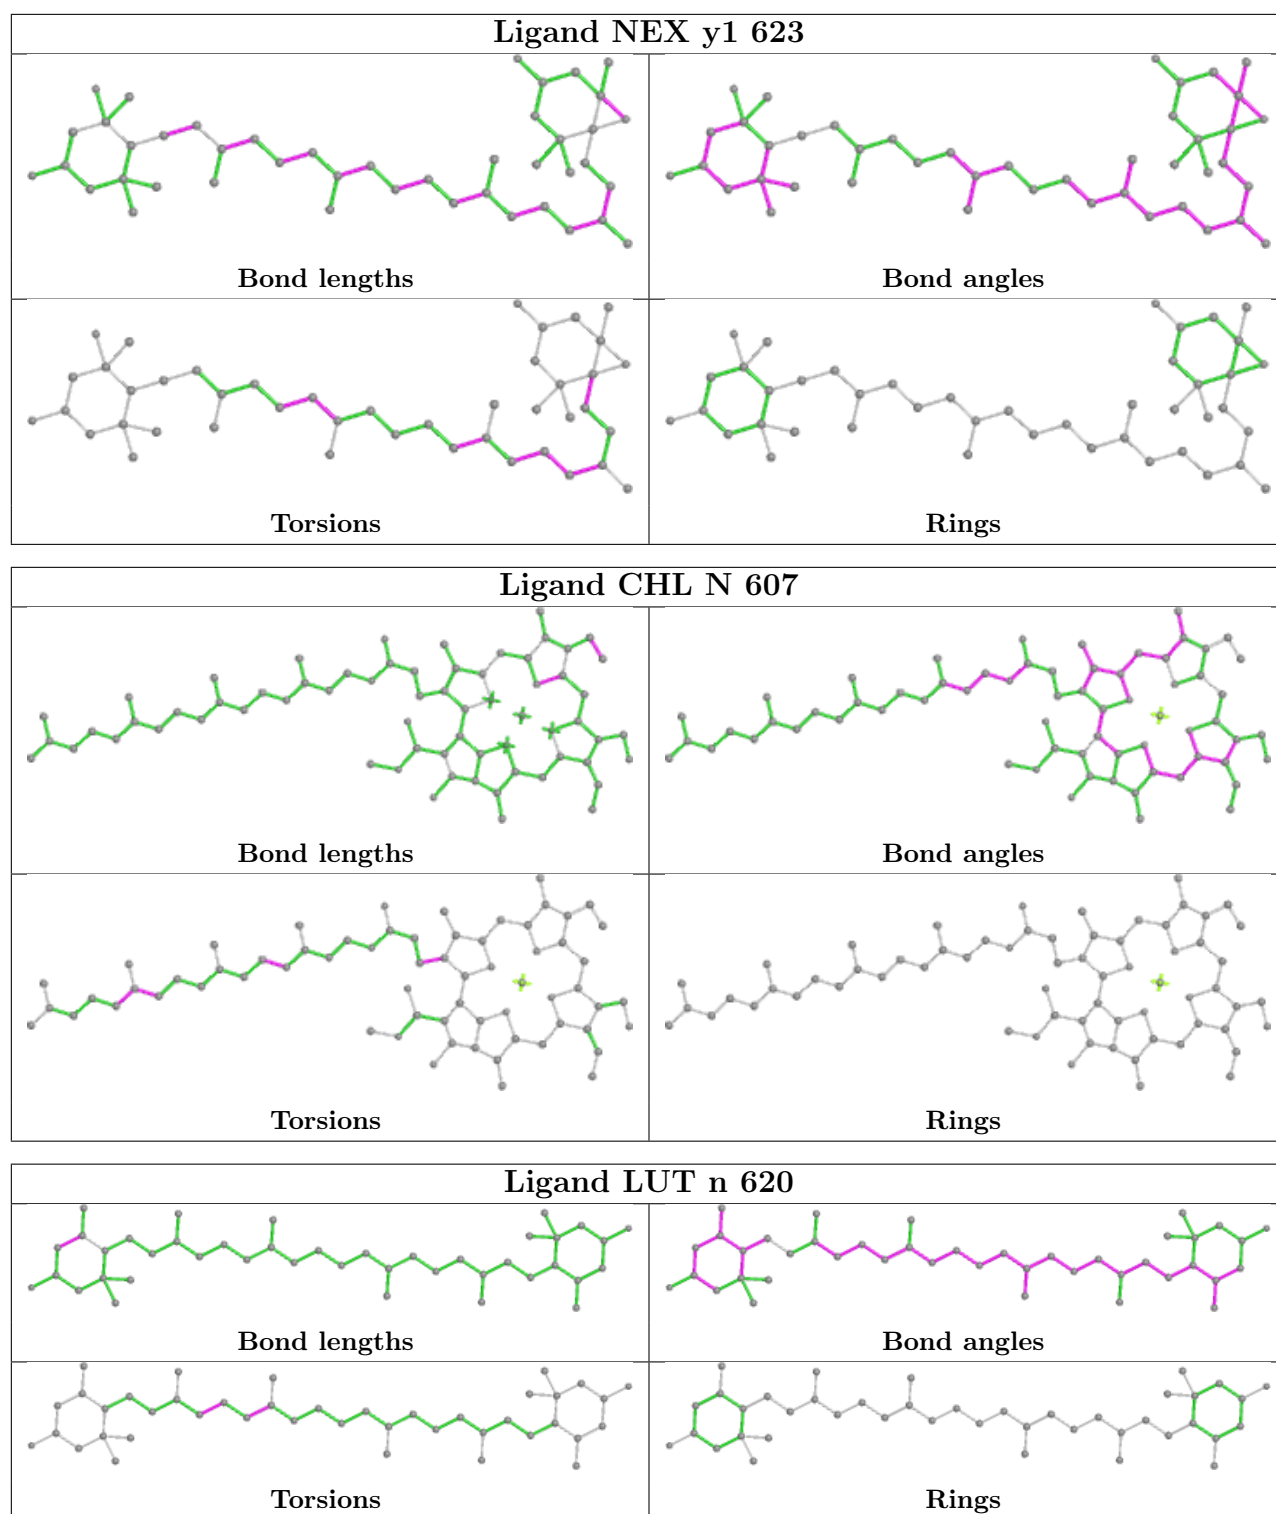 Ligand NEX y1 623
Bond lengths
Bond angles
Torsions
Rings
Ligand CHL N 607
Bond lengths
Bond angles
Torsions
Rings
Ligand LUT n 620
Bond lengths
Bond angles
Torsions
Rings